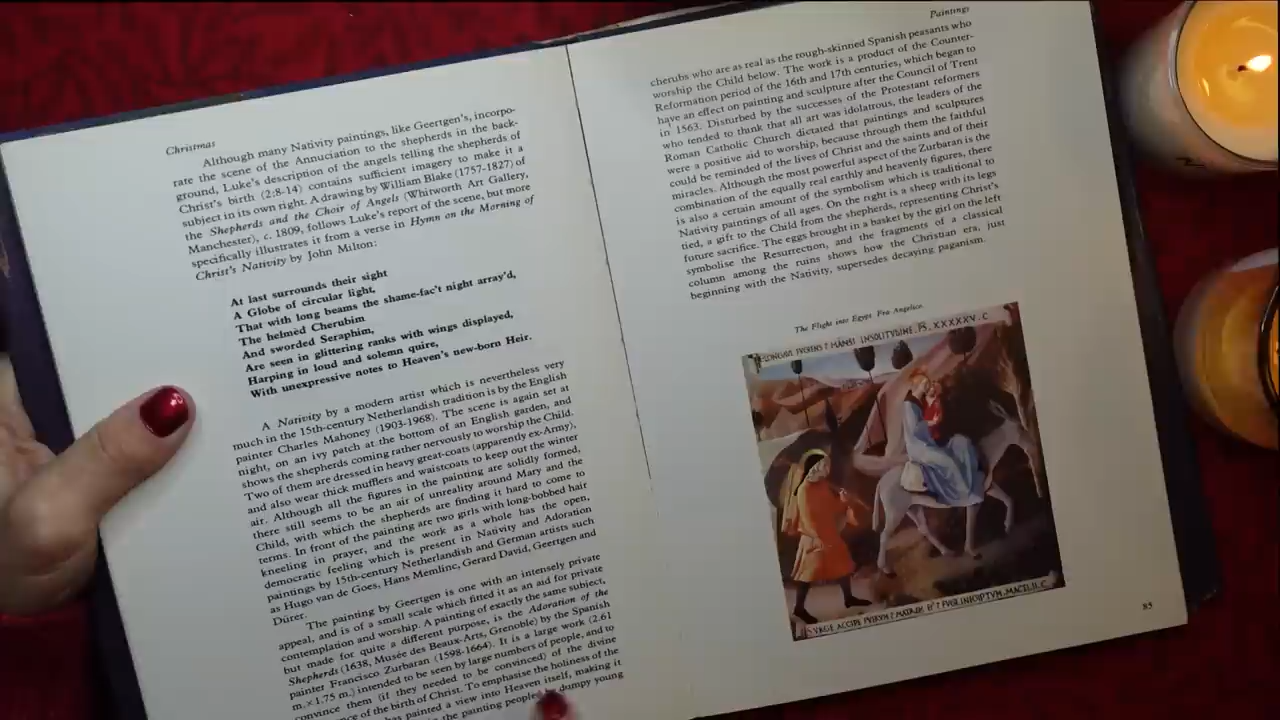 Christmas
Although many Nativity paintings, like Geertgen's, incorpo-
rate the scene of the Annuciation to the shepherds in the back-
ground, Luke's description of the angels telling the shepherds of
Christ's birth (2:8-14) contains sufficient imagery to make it a
subject in its own right. A drawing by William Blake (1757-1827) of
the Shepherds and the Choir of Angels (Whitworth Art Gallery,
Manchester), c. 1809, follows Luke's report of the scene, but more
specifically illustrates it from a verse in Hymn on the Morning of
Christ's Nativity by John Milton:
At last surrounds their sight
A Globe of circular light,
That with long beams the shame-fac't night array'd,
The helmèd Cherubim
And sworded Seraphim,
Are seen in glittering ranks with wings displayed,
Harping in loud and solemn quire,
With unexpressive notes to Heaven's new-born Heir.
A Nativity by a modern artist which is nevertheless very
much in the 15th-century Netherlandish tradition is by the English
painter Charles Mahoney (1903-1968). The scene is again set at
night, on an ivy patch at the bottom of an English garden, and
shows the shepherds coming rather nervously to worship the Child.
Two of them are dressed in heavy great-coats (apparently ex-Army),
and also wear thick mufflers and waistcoats to keep out the winter
air. Although all the figures in the painting are solidly formed,
there still seems to be an air of unreality around Mary and the
Child, with which the shepherds are finding it hard to come to
terms. In front of the painting are two girls with long-bobbed hair
kneeling in prayer, and the work as a whole has the open,
democratic feeling which is present in Nativity and Adoration
paintings by 15th-century Netherlandish and German artists such
as Hugo van de Goes, Hans Memlinc, Gerard David, Geertgen and
Dürer.
The painting by Geertgen is one with an intensely private
appeal, and is of a small scale which fitted it as an aid for private
contemplation and worship. A painting of exactly the same subject,
but made for quite a different purpose, is the Adoration of the
Shepherds (1638, Musée des Beaux-Arts, Grenoble) by the Spanish
painter Francisco Zurbaran (1598-1664). It is a large work (2.61
m.×1.75 m.) intended to be seen by large numbers of people, and to
convince them (if they needed to be convinced) of the divine
of the birth of Christ. To emphasise the holiness of the
has painted a view into Heaven itself, making it
the painting peopled dumpy young
Paintings
cherubs who are as real as the rough-skinned Spanish peasants who
worship the Child below. The work is a product of the Counter-
Reformation period of the 16th and 17th centuries, which began to
have an effect on painting and sculpture after the Council of Trent
in 1563. Disturbed by the successes of the Protestant reformers
who tended to think that all art was idolatrous, the leaders of the
Roman Catholic Church dictated that paintings and sculptures
were a positive aid to worship, because through them the faithful
could be reminded of the lives of Christ and the saints and of their
miracles. Although the most powerful aspect of the Zurbaran is the
combination of the equally real earthly and heavenly figures, there
is also a certain amount of the symbolism which is traditional to
Nativity paintings of all ages. On the right is a sheep with its legs
tied, a gift to the Child from the shepherds, representing Christ's
future sacrifice. The eggs brought in a basket by the girl on the left
symbolise the Resurrection, and the fragments of a classical
column among the ruins shows how the Christian era, just
beginning with the Nativity, supersedes decaying paganism.
The Flight into Egypt Fra Angelico.
INSOLITVDINE. PS. XXXXXV. C
SVRGE ACCIPE MACEI. II. C.
85